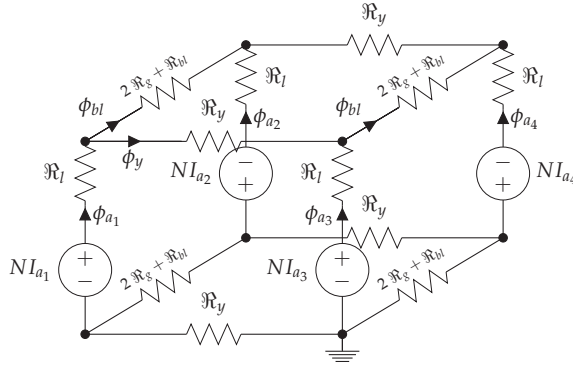 ℜ_y
2 ℜ_g + ℜ_bl
ℜ_l
2 ℜ_g + ℜ_bl
ℜ_l
ϕ_bl
ℜ_y
ϕ_a2
ϕ_bl
ϕ_a4
ϕ_y
ℜ_l
NI_a2
−
+
ℜ_l
−
+
NI_a4
ϕ_a1
ϕ_a3
ℜ_y
NI_a1
+
−
2 ℜ_g + ℜ_bl
NI_a3
+
−
2 ℜ_g + ℜ_bl
ℜ_y